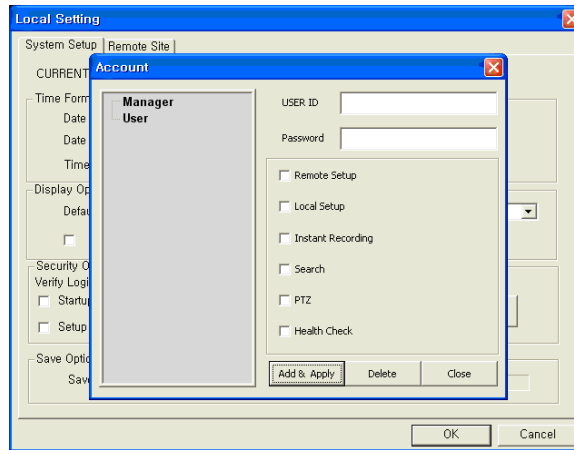 Local Setting
System Setup
Remote Site
CURRENT
Account
Manager
User
USER ID
Password
Remote Setup
Local Setup
Instant Recording
Search
PTZ
Health Check
Add & Apply
Delete
Close
Time Form
Date
Date
Time
Display Op
Defau
Security O
Verify Logi
Startu
Setup
Save Optio
Save
OK
Cancel